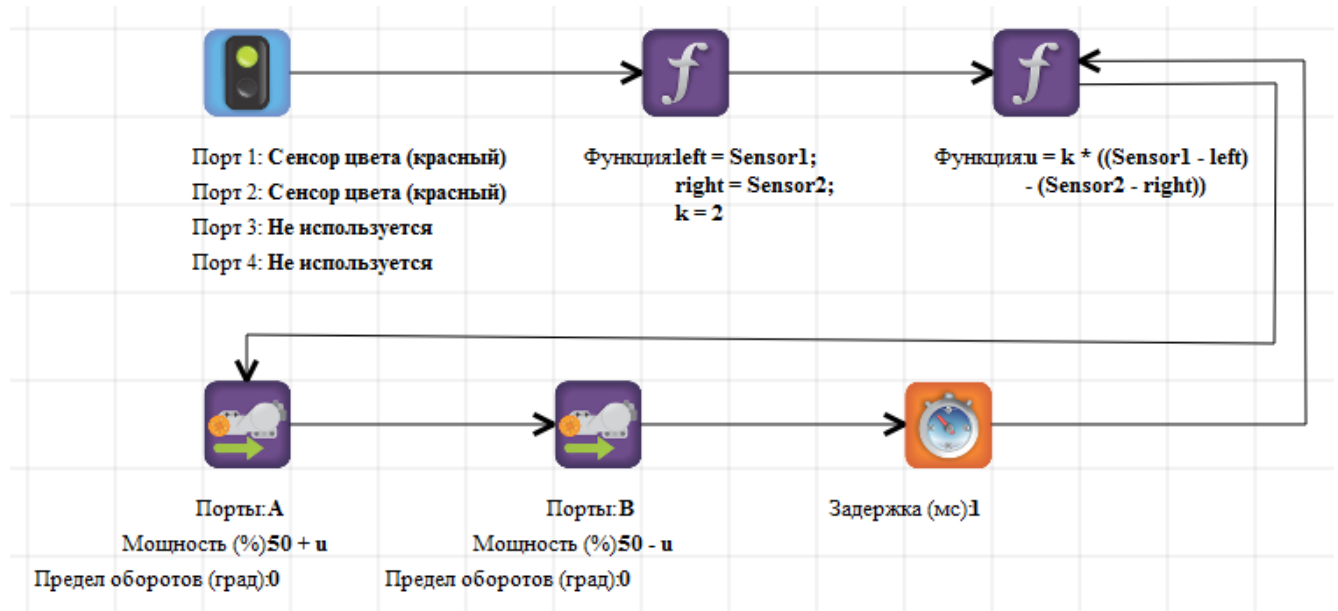 Порт 1: Сенсор цвета (красный)
Порт 2: Сенсор цвета (красный)
Порт 3: Не используется
Порт 4: Не используется
Функция:left = Sensor1;
right = Sensor2;
k = 2
Функция:u = k * ((Sensor1 - left)
- (Sensor2 - right))
Порты:A
Мощность (%)50 + u
Предел оборотов (град):0
Порты:B
Мощность (%)50 - u
Предел оборотов (град):0
Задержка (мс):1